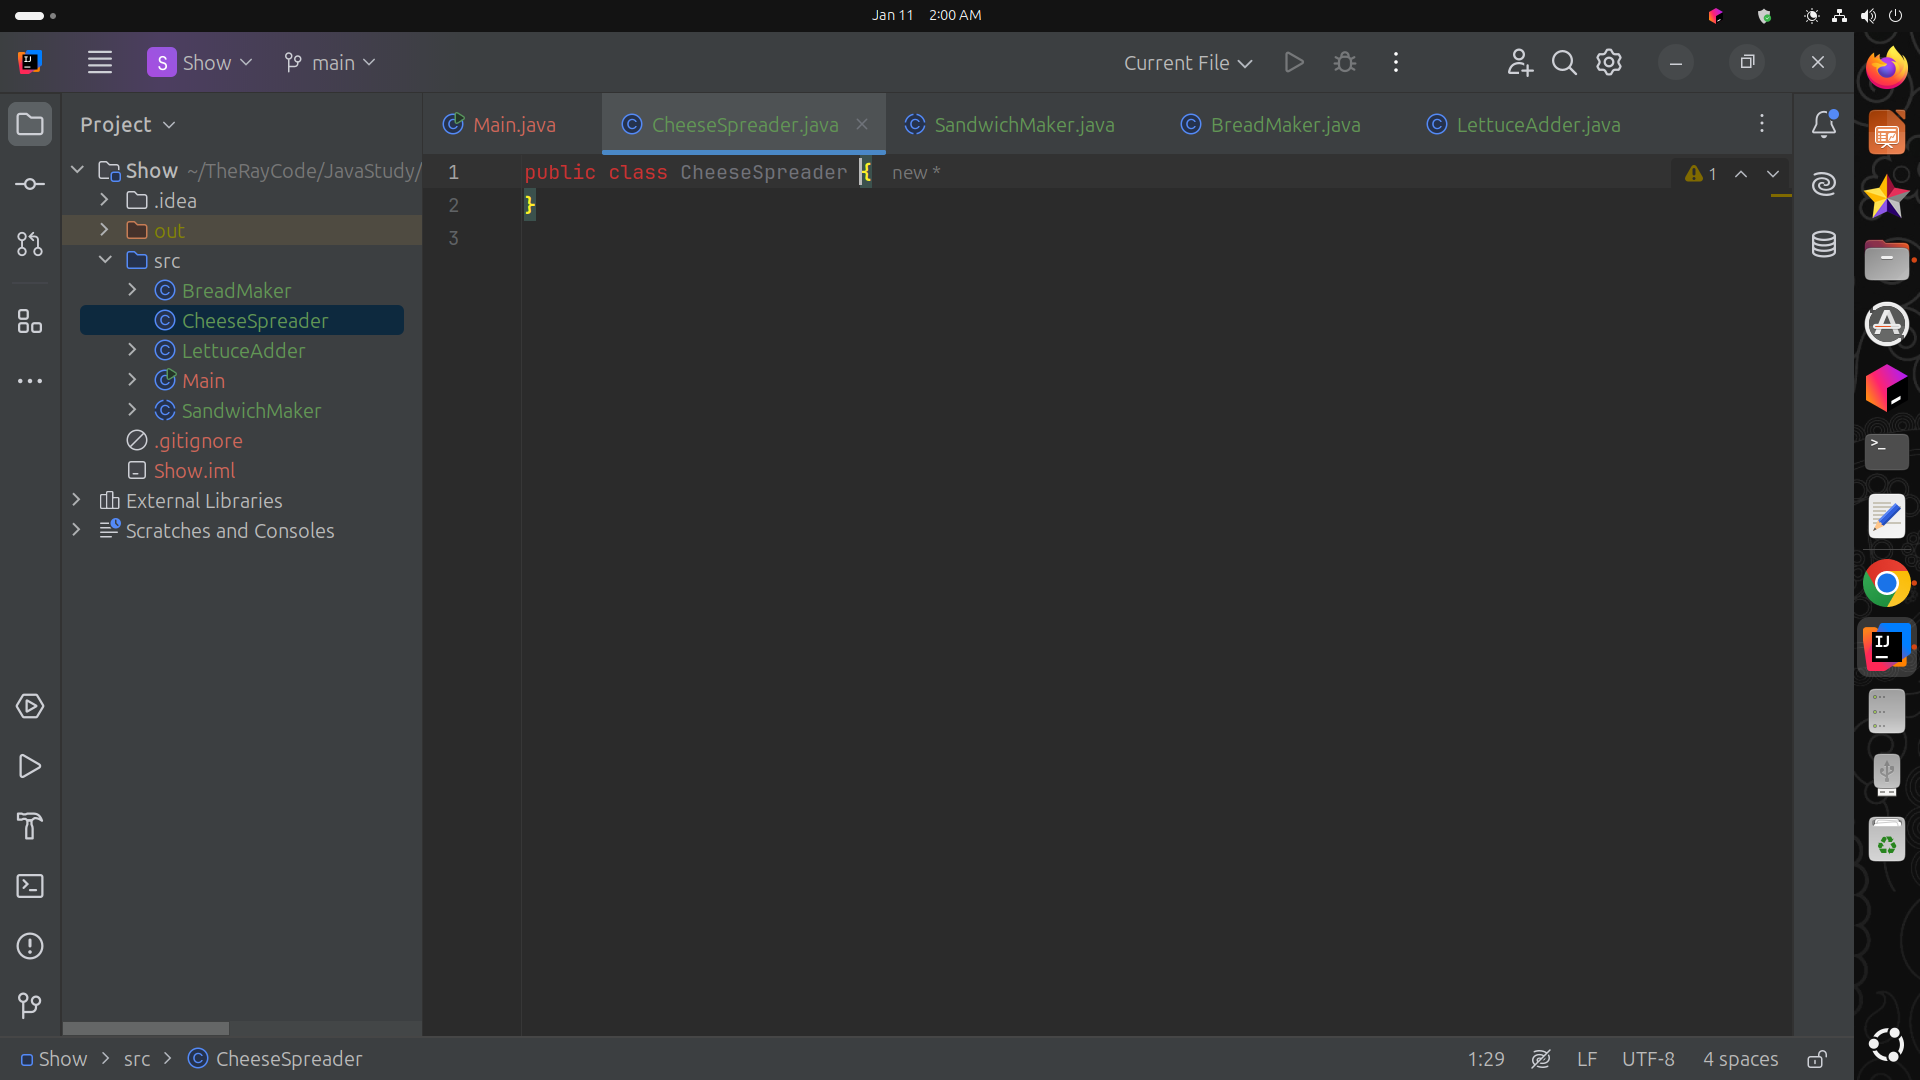 Jan 11 2:00 AM
S Show main Current File
Project
Main.java CheeseSpreader.java SandwichMaker.java BreadMaker.java LettuceAdder.java
Show ~/TheRayCode/JavaStudy/
.idea
out
src
BreadMaker
CheeseSpreader
LettuceAdder
Main
SandwichMaker
.gitignore
Show.iml
External Libraries
Scratches and Consoles
1 public class CheeseSpreader { new *
2 }
3
1
Show src CheeseSpreader 1:29 LF UTF-8 4 spaces